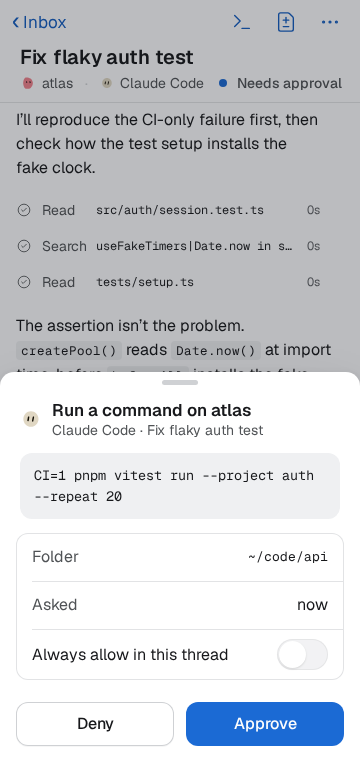 Inbox
Fix flaky auth test
atlas · Claude Code Needs approval
I'll reproduce the CI-only failure first, then
check how the test setup installs the
fake clock.
Read src/auth/session.test.ts 0s
Search useFakeTimers|Date.now in s… 0s
Read tests/setup.ts 0s
The assertion isn't the problem.
createPool() reads Date.now() at import
Run a command on atlas
Claude Code · Fix flaky auth test
CI=1 pnpm vitest run --project auth
--repeat 20
Folder ~/code/api
Asked now
Always allow in this thread
Deny Approve